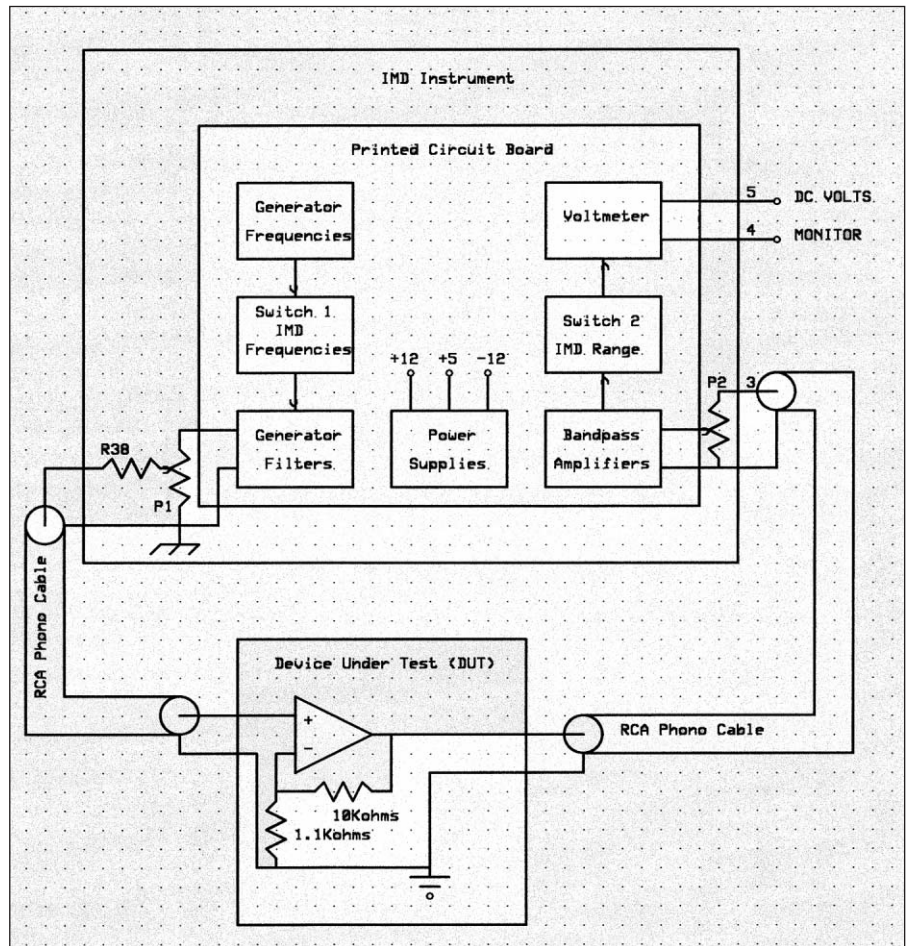 IMD Instrument
Printed Circuit Board
Generator
Frequencies
Voltmeter
5
DC VOLTS.
4
MONITOR
Switch 1
IMD
Frequencies
Switch 2
IMD Range
+12
+5
-12
P2
3
R38
P1
Generator
Filters
Power
Supplies
Bandpass
Amplifiers
RCA Phono Cable
Device Under Test (DUT)
+
-
10Kohms
1.1Kohms
RCA Phono Cable